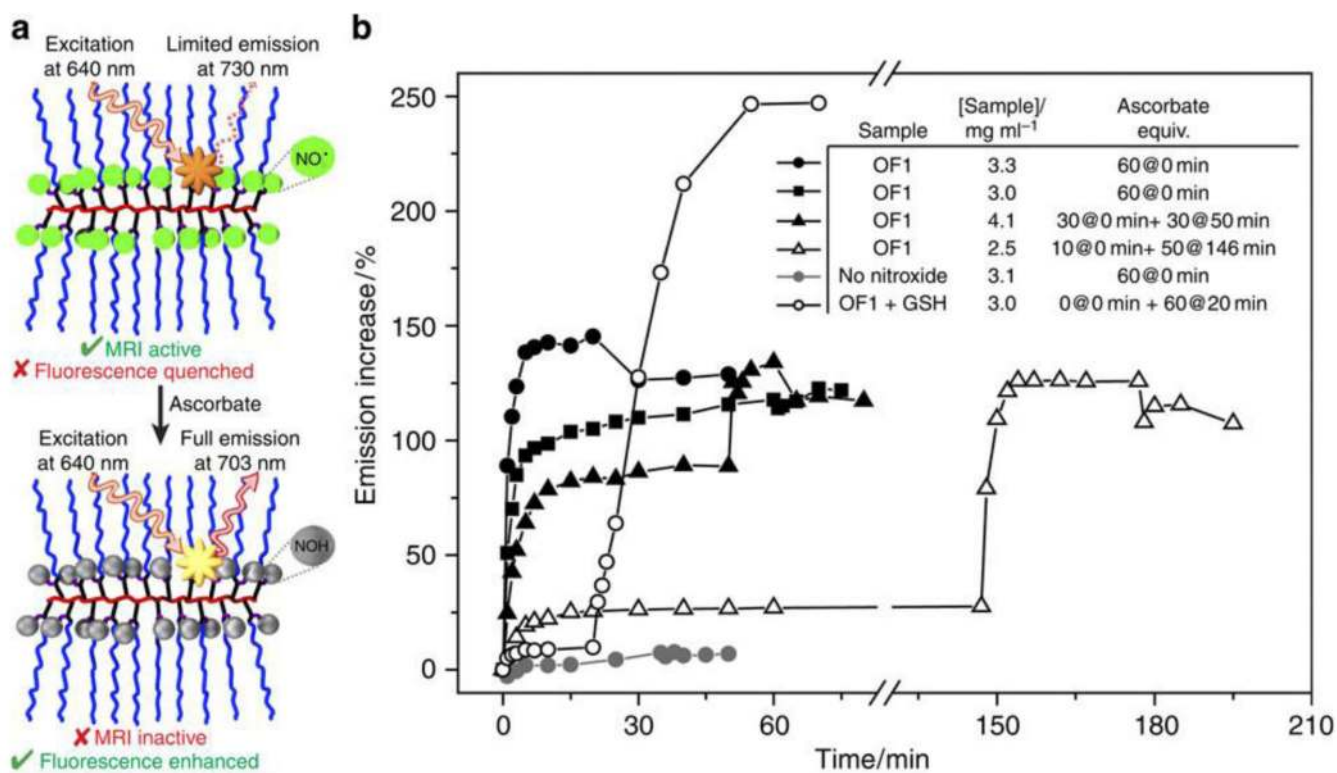 a
Excitation at 640 nm
Limited emission at 730 nm
NO•
✔ MRI active
✘ Fluorescence quenched
Ascorbate
Excitation at 640 nm
Full emission at 703 nm
NOH
✘ MRI inactive
✔ Fluorescence enhanced
b
Emission increase/%
250
200
150
100
50
0
Sample [Sample]/ mg ml⁻¹ Ascorbate equiv.
OF1 3.3 60@0 min
OF1 3.0 60@0 min
OF1 4.1 30@0 min+ 30@50 min
OF1 2.5 10@0 min+ 50@146 min
No nitroxide 3.1 60@0 min
OF1 + GSH 3.0 0@0 min + 60@20 min
0 30 60 150 180 210
Time/min